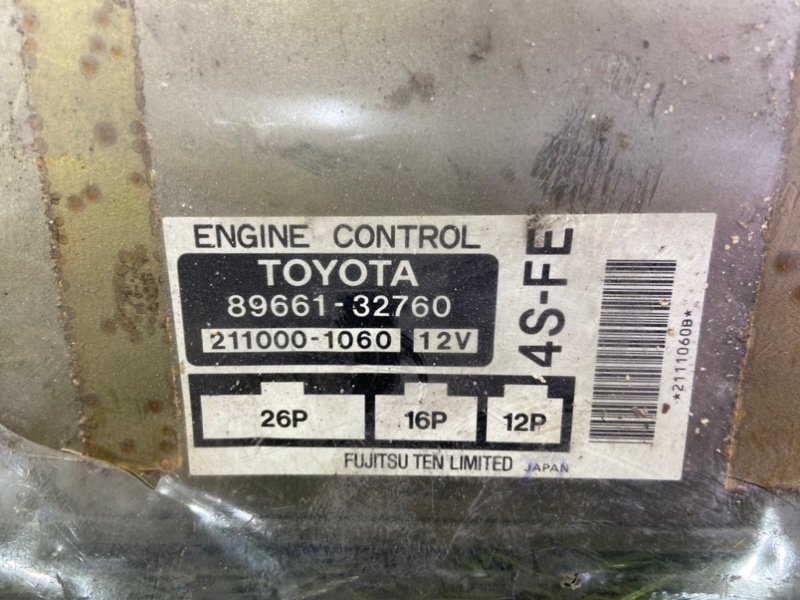 ENGINE CONTROL
TOYOTA
89661-32760
211000-1060 12V
4S-FE
*2111060B*
26P 16P 12P
FUJITSU TEN LIMITED JAPAN